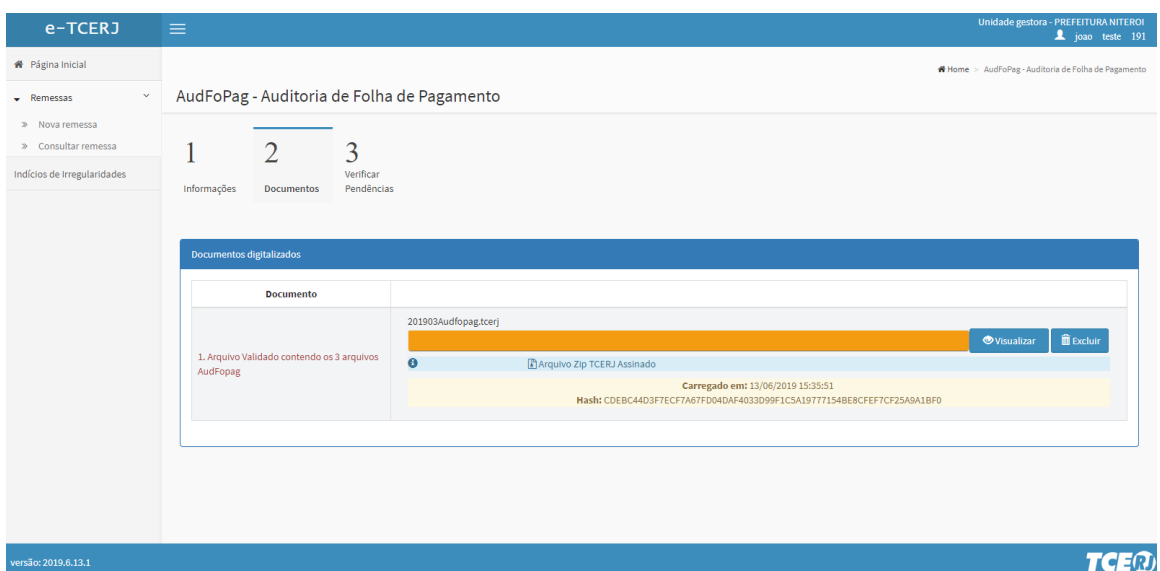 e-TCERJ
Unidade gestora - PREFEITURA NITEROI
joao teste 191
Página Inicial
Remessas
Nova remessa
Consultar remessa
Indícios de Irregularidades
Home > AudFoPag - Auditoria de Folha de Pagamento
AudFoPag - Auditoria de Folha de Pagamento
1
Informações
2
Documentos
3
Verificar
Pendências
Documentos digitalizados
Documento
1. Arquivo Validado contendo os 3 arquivos
AudFopag
201903Audfopag.tcerj
Visualizar
Excluir
Arquivo Zip TCERJ Assinado
Carregado em: 13/06/2019 15:35:51
Hash: CDEBC44D3F7ECF7A67FD04DAF4033D99F1C5A19777154BE8CFEF7CF25A9A1BF0
versão: 2019.6.13.1
TCERJ